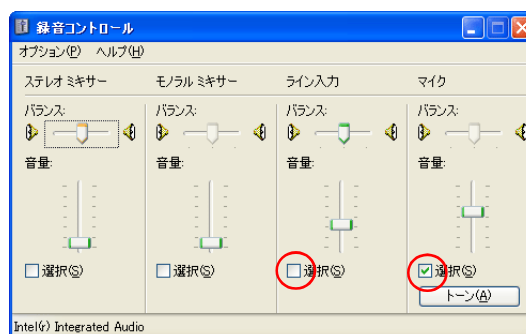 録音コントロール
オプション(P) ヘルプ(H)
ステレオ ミキサー モノラル ミキサー ライン入力 マイク
バランス: バランス: バランス: バランス:
音量: 音量: 音量: 音量:
選択(S) 選択(S) 選択(S) 選択(S)
トーン(A)
Intel(r) Integrated Audio